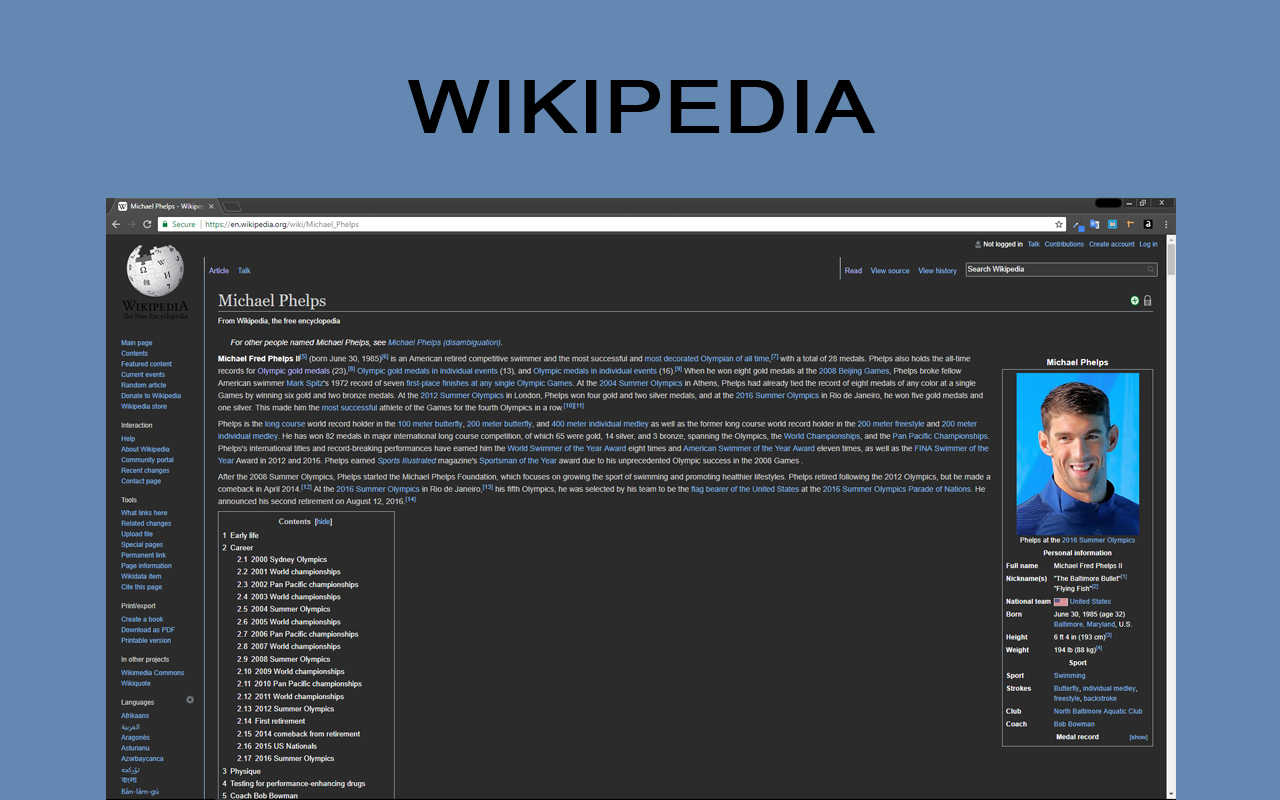 WIKIPEDIA
Michael Phelps - Wikipe
Secure https://en.wikipedia.org/wiki/Michael_Phelps
Not logged in Talk Contributions Create account Log in
Article Talk
Read View source View history Search Wikipedia
WIKIPEDIA
The Free Encyclopedia
Main page
Contents
Featured content
Current events
Random article
Donate to Wikipedia
Wikipedia store
Interaction
Help
About Wikipedia
Community portal
Recent changes
Contact page
Tools
What links here
Related changes
Upload file
Special pages
Permanent link
Page information
Wikidata item
Cite this page
Print/export
Create a book
Download as PDF
Printable version
In other projects
Wikimedia Commons
Wikiquote
Languages
Afrikaans
العربية
Aragonés
Asturianu
Azərbaycanca
تۆرکجه
বাংলা
Bân-lâm-gú
Michael Phelps
From Wikipedia, the free encyclopedia
For other people named Michael Phelps, see Michael Phelps (disambiguation).
Michael Fred Phelps II[5] (born June 30, 1985)[6] is an American retired competitive swimmer and the most successful and most decorated Olympian of all time,[7] with a total of 28 medals. Phelps also holds the all-time
records for Olympic gold medals (23),[8] Olympic gold medals in individual events (13), and Olympic medals in individual events (16).[9] When he won eight gold medals at the 2008 Beijing Games, Phelps broke fellow
American swimmer Mark Spitz's 1972 record of seven first-place finishes at any single Olympic Games. At the 2004 Summer Olympics in Athens, Phelps had already tied the record of eight medals of any color at a single
Games by winning six gold and two bronze medals. At the 2012 Summer Olympics in London, Phelps won four gold and two silver medals, and at the 2016 Summer Olympics in Rio de Janeiro, he won five gold medals and
one silver. This made him the most successful athlete of the Games for the fourth Olympics in a row.[10][11]
Phelps is the long course world record holder in the 100 meter butterfly, 200 meter butterfly, and 400 meter individual medley as well as the former long course world record holder in the 200 meter freestyle and 200 meter
individual medley. He has won 82 medals in major international long course competition, of which 65 were gold, 14 silver, and 3 bronze, spanning the Olympics, the World Championships, and the Pan Pacific Championships.
Phelps's international titles and record-breaking performances have earned him the World Swimmer of the Year Award eight times and American Swimmer of the Year Award eleven times, as well as the FINA Swimmer of the
Year Award in 2012 and 2016. Phelps earned Sports Illustrated magazine's Sportsman of the Year award due to his unprecedented Olympic success in the 2008 Games .
After the 2008 Summer Olympics, Phelps started the Michael Phelps Foundation, which focuses on growing the sport of swimming and promoting healthier lifestyles. Phelps retired following the 2012 Olympics, but he made a
comeback in April 2014.[12] At the 2016 Summer Olympics in Rio de Janeiro,[13] his fifth Olympics, he was selected by his team to be the flag bearer of the United States at the 2016 Summer Olympics Parade of Nations. He
announced his second retirement on August 12, 2016.[14]
Contents [hide]
1 Early life
2 Career
2.1 2000 Sydney Olympics
2.2 2001 World championships
2.3 2002 Pan Pacific championships
2.4 2003 World championships
2.5 2004 Summer Olympics
2.6 2005 World championships
2.7 2006 Pan Pacific championships
2.8 2007 World championships
2.9 2008 Summer Olympics
2.10 2009 World championships
2.11 2010 Pan Pacific championships
2.12 2011 World championships
2.13 2012 Summer Olympics
2.14 First retirement
2.15 2014 comeback from retirement
2.16 2015 US Nationals
2.17 2016 Summer Olympics
3 Physique
4 Testing for performance-enhancing drugs
5 Coach Bob Bowman
Michael Phelps
Phelps at the 2016 Summer Olympics
Personal information
Full name Michael Fred Phelps II
Nickname(s) "The Baltimore Bullet"[1]
"Flying Fish"[2]
National team United States
Born June 30, 1985 (age 32)
Baltimore, Maryland, U.S.
Height 6 ft 4 in (193 cm)[3]
Weight 194 lb (88 kg)[4]
Sport
Sport Swimming
Strokes Butterfly, individual medley,
freestyle, backstroke
Club North Baltimore Aquatic Club
Coach Bob Bowman
Medal record [show]